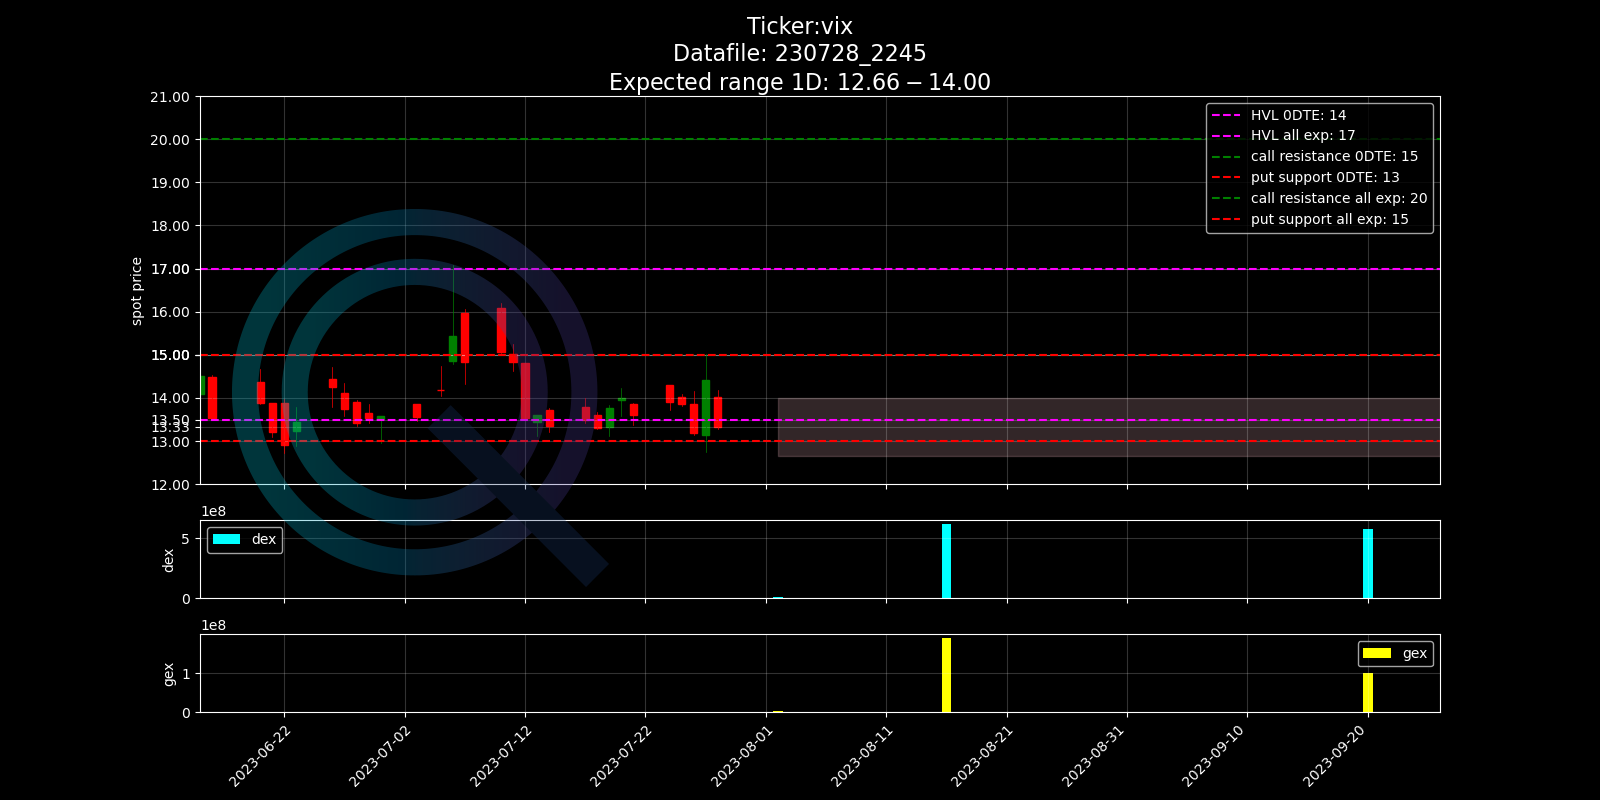 Ticker:vix
Datafile: 230728_2245
Expected range 1D: 12.66 − 14.00
21.00
20.00
19.00
18.00
17.00
16.00
15.00
14.00
13.50
13.00
12.00
spot price
HVL 0DTE: 14
HVL all exp: 17
call resistance 0DTE: 15
put support 0DTE: 13
call resistance all exp: 20
put support all exp: 15
1e8
5
0
dex
dex
1e8
1
0
gex
gex
2023-06-22
2023-07-02
2023-07-12
2023-07-22
2023-08-01
2023-08-11
2023-08-21
2023-08-31
2023-09-10
2023-09-20